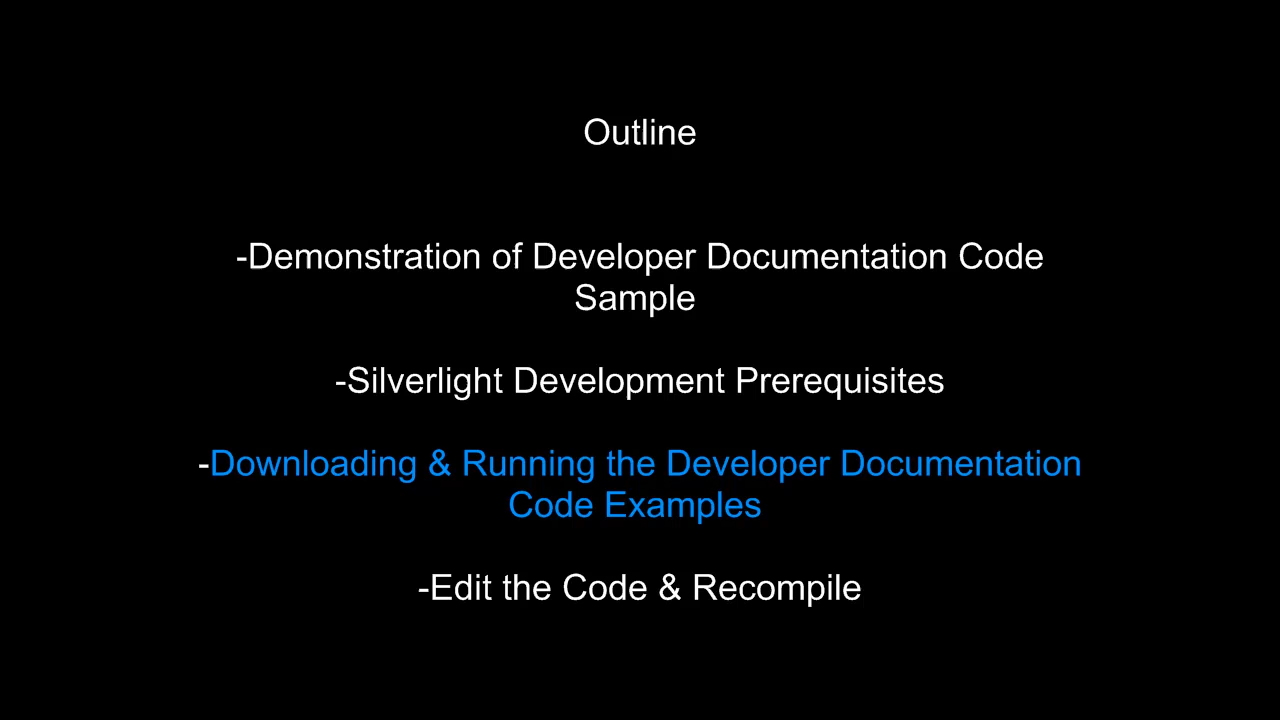 Outline
-Demonstration of Developer Documentation Code
Sample
-Silverlight Development Prerequisites
-Downloading & Running the Developer Documentation
Code Examples
-Edit the Code & Recompile